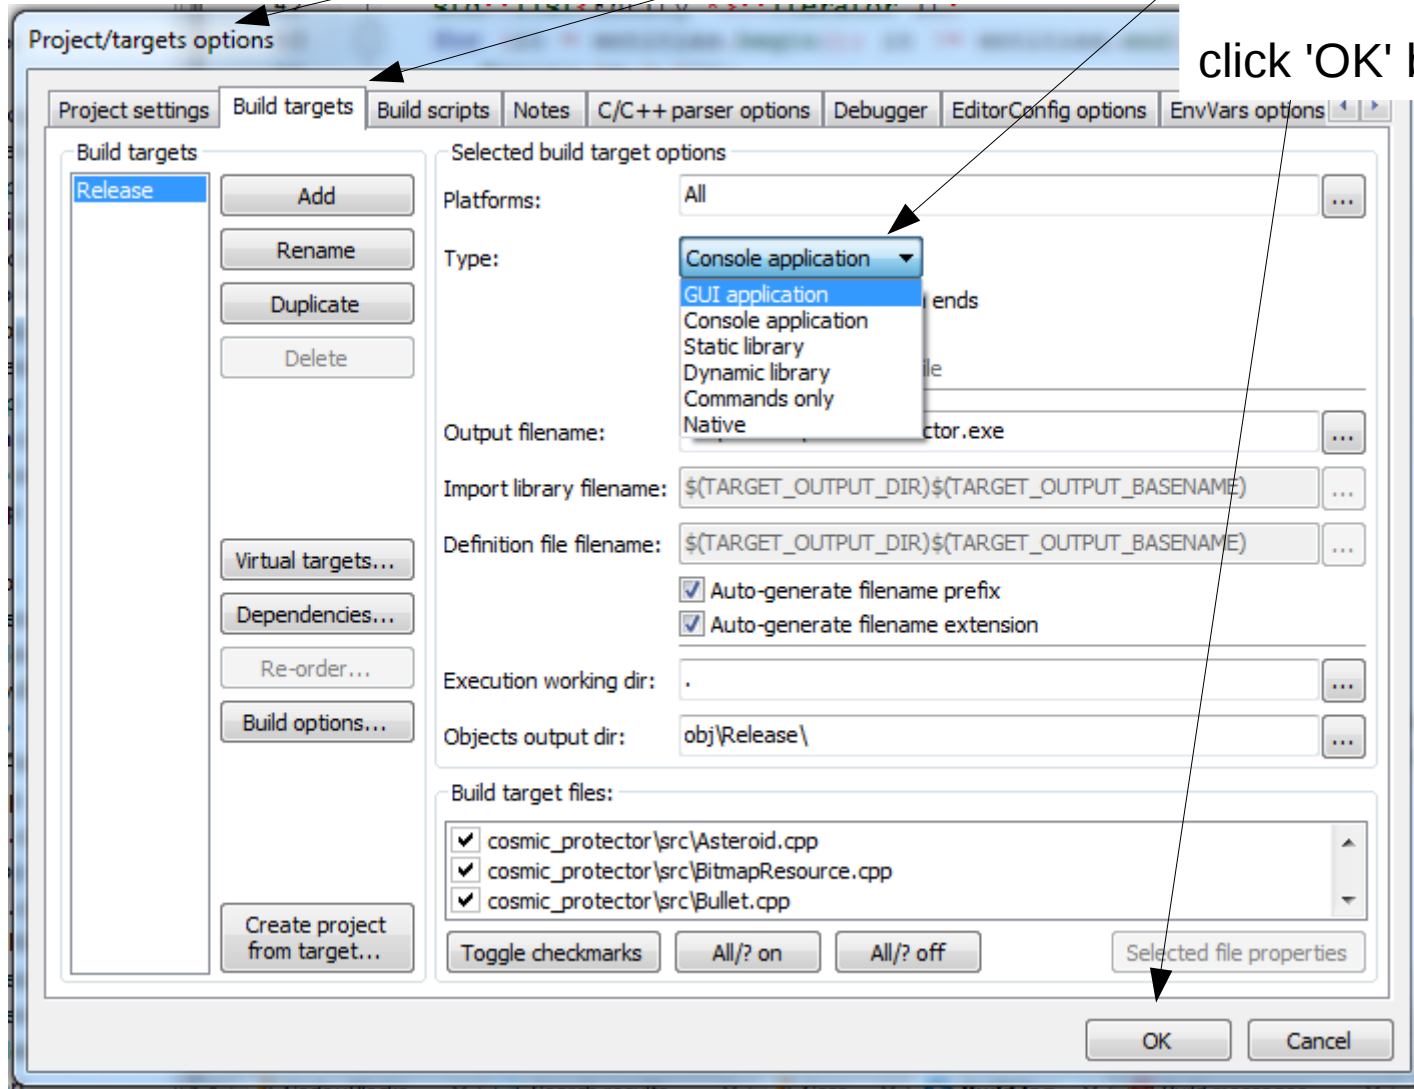 Project/targets options
click 'OK'
Project settings Build targets Build scripts Notes C/C++ parser options Debugger EditorConfig options EnvVars options
Build targets
Release
Add
Rename
Duplicate
Delete
Virtual targets...
Dependencies...
Re-order...
Build options...
Create project
from target...
Selected build target options
Platforms: All ...
Type: Console application
GUI application
Console application
Static library
Dynamic library
Commands only
Native
ends
Output filename: ctor.exe ...
Import library filename: $(TARGET_OUTPUT_DIR)$(TARGET_OUTPUT_BASENAME) ...
Definition file filename: $(TARGET_OUTPUT_DIR)$(TARGET_OUTPUT_BASENAME) ...
Auto-generate filename prefix
Auto-generate filename extension
Execution working dir: . ...
Objects output dir: obj\Release\ ...
Build target files:
cosmic_protector\src\Asteroid.cpp
cosmic_protector\src\BitmapResource.cpp
cosmic_protector\src\Bullet.cpp
Toggle checkmarks All/? on All/? off Selected file properties
OK Cancel